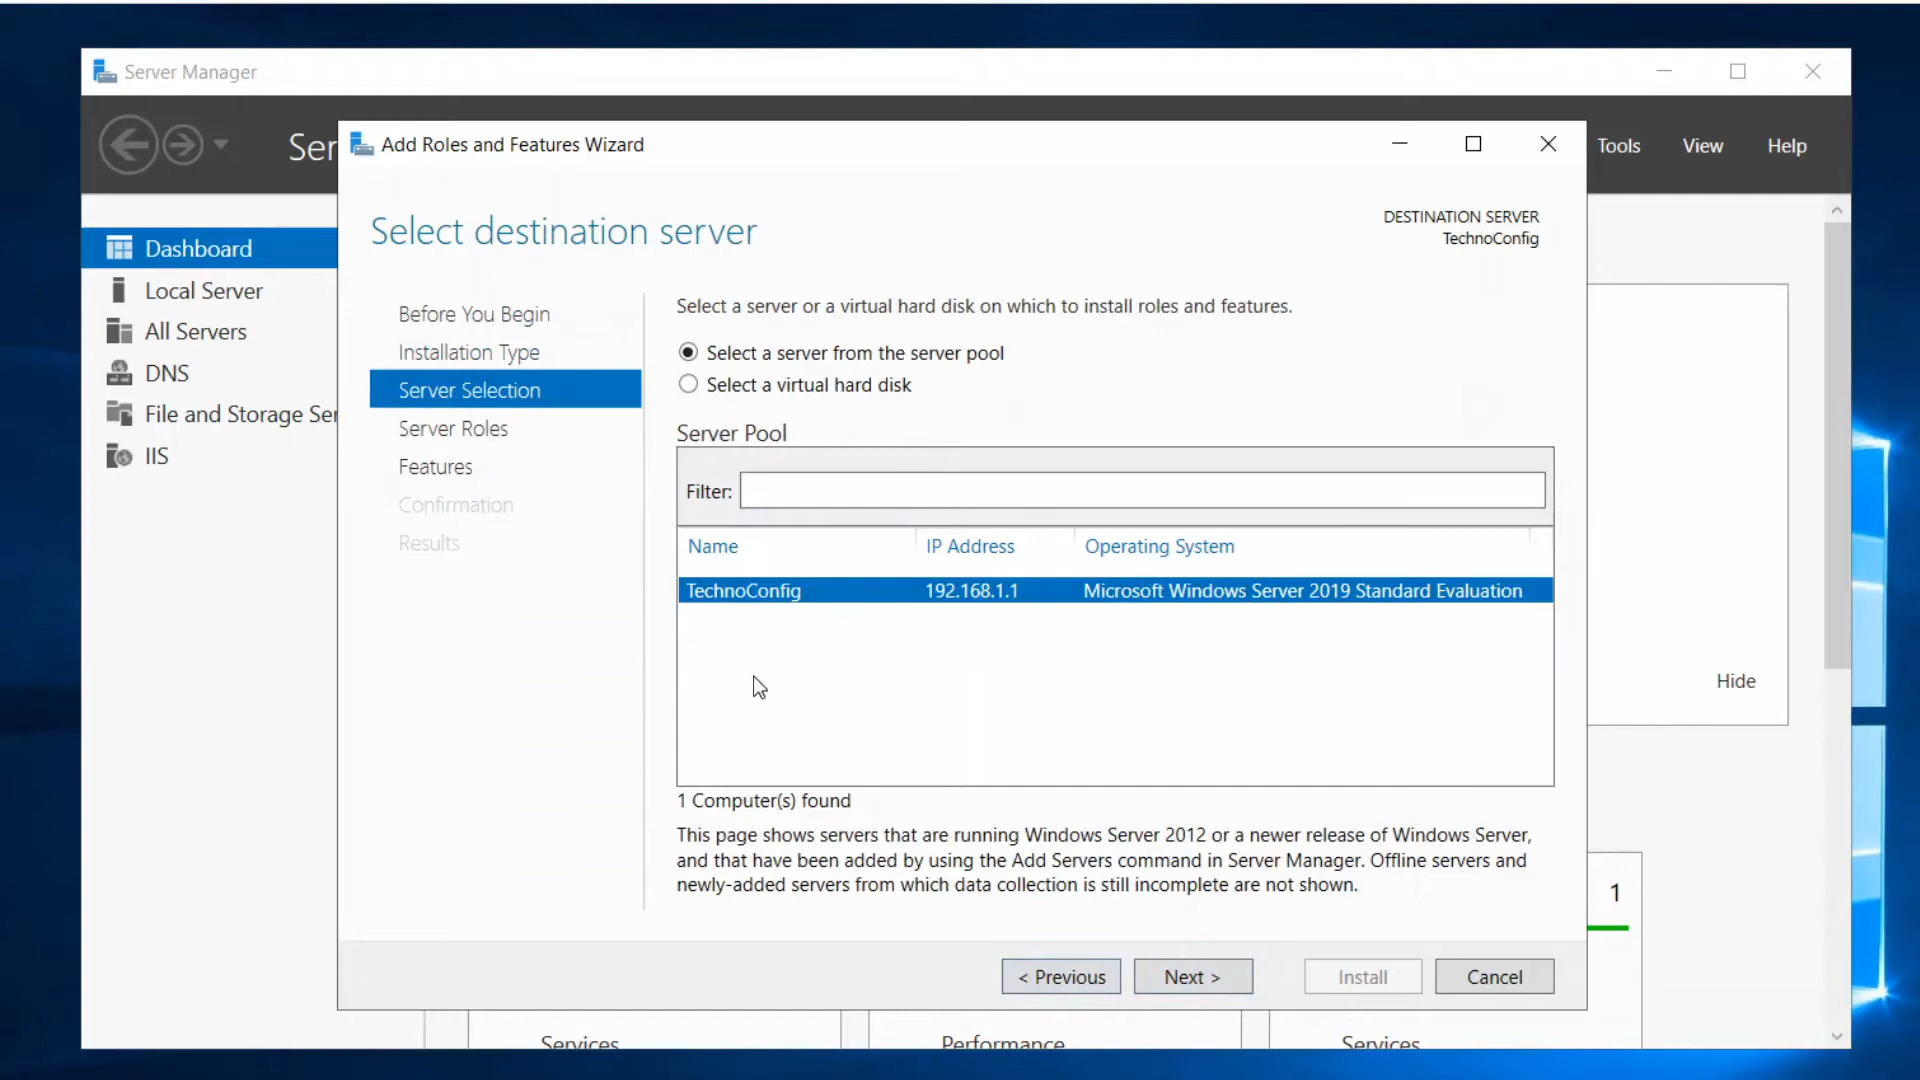 Server Manager
Ser
Tools
View
Help
Add Roles and Features Wizard
Select destination server
DESTINATION SERVER
TechnoConfig
Dashboard
Local Server
All Servers
DNS
File and Storage Ser
IIS
Before You Begin
Installation Type
Server Selection
Server Roles
Features
Confirmation
Results
Select a server or a virtual hard disk on which to install roles and features.
Select a server from the server pool
Select a virtual hard disk
Server Pool
Filter:
Name IP Address Operating System
TechnoConfig 192.168.1.1 Microsoft Windows Server 2019 Standard Evaluation
1 Computer(s) found
This page shows servers that are running Windows Server 2012 or a newer release of Windows Server,
and that have been added by using the Add Servers command in Server Manager. Offline servers and
newly-added servers from which data collection is still incomplete are not shown.
Hide
1
< Previous
Next >
Install
Cancel
Services
Performance
Services